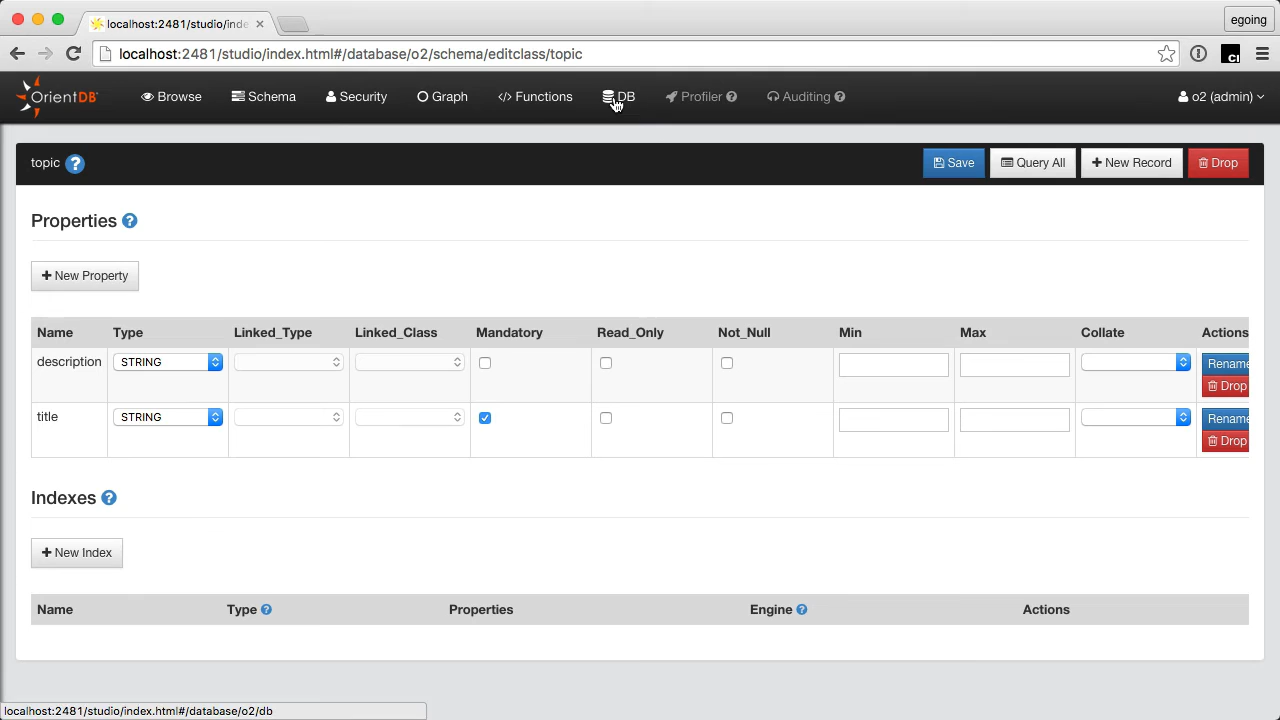 localhost:2481/studio/inde
egoing
localhost:2481/studio/index.html#/database/o2/schema/editclass/topic
OrientDB Browse Schema Security Graph </> Functions DB Profiler ? Auditing ? o2 (admin)
topic ? Save Query All + New Record Drop
Properties ?
+ New Property
Name Type Linked_Type Linked_Class Mandatory Read_Only Not_Null Min Max Collate Actions
description STRING Rename
Drop
title STRING Rename
Drop
Indexes ?
+ New Index
Name Type ? Properties Engine ? Actions
localhost:2481/studio/index.html#/database/o2/db